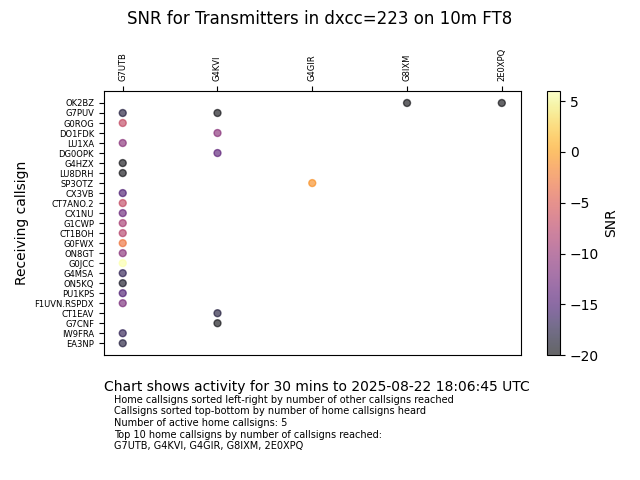 SNR for Transmitters in dxcc=223 on 10m FT8
G7UTB
G4KVI
G4GIR
G8IXM
2E0XPQ
OK2BZ
G7PUV
G0ROG
DO1FDK
LU1XA
DG0OPK
G4HZX
LU8DRH
SP3OTZ
CX3VB
CT7ANO.2
CX1NU
G1CWP
CT1BOH
G0FWX
ON8GT
G0JCC
G4MSA
ON5KQ
PU1KPS
F1UVN.RSPDX
CT1EAV
G7CNF
IW9FRA
EA3NP
Receiving callsign
5
0
−5
−10
−15
−20
SNR
Chart shows activity for 30 mins to 2025-08-22 18:06:45 UTC
Home callsigns sorted left-right by number of other callsigns reached
Callsigns sorted top-bottom by number of home callsigns heard
Number of active home callsigns: 5
Top 10 home callsigns by number of callsigns reached:
G7UTB, G4KVI, G4GIR, G8IXM, 2E0XPQ